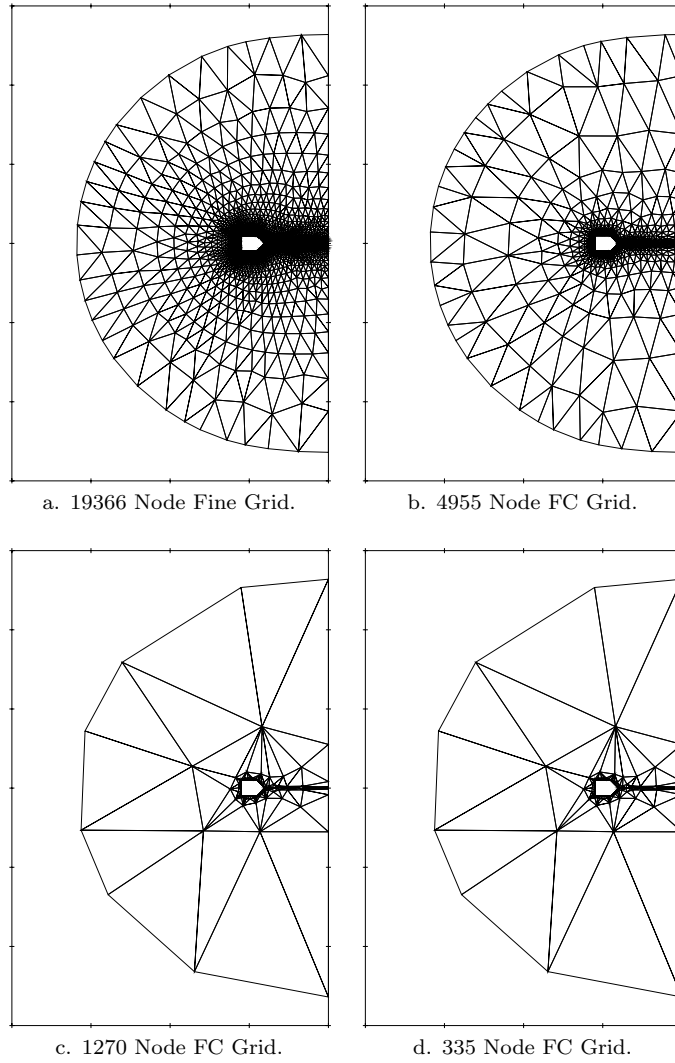 a. 19366 Node Fine Grid.
b. 4955 Node FC Grid.
c. 1270 Node FC Grid.
d. 335 Node FC Grid.